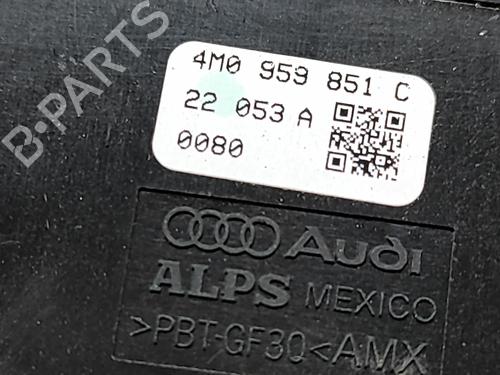 B-PARTS
4M0 959 851 C
22 053 A
0080
Audi
ALPS MEXICO
>PBT-GF30<AMX